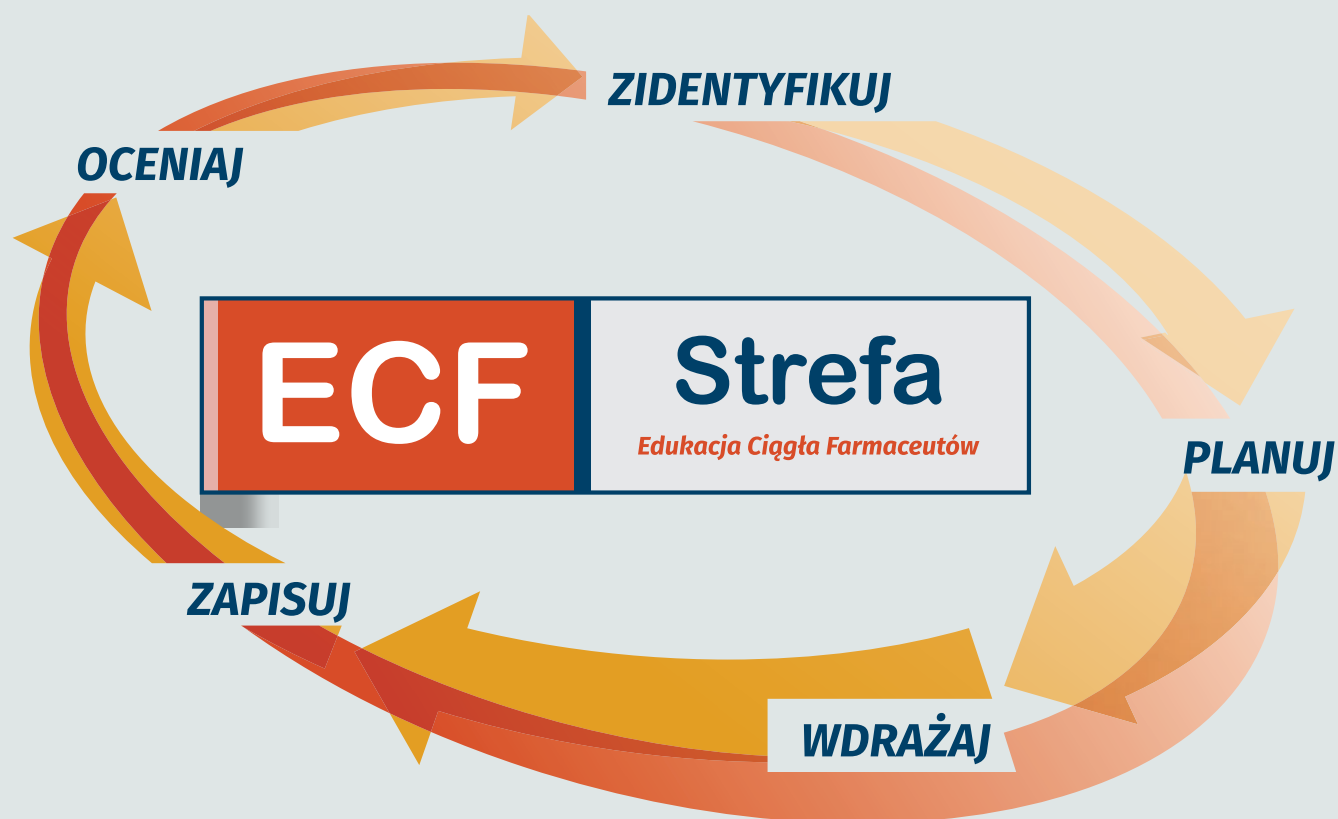 ZIDENTYFIKUJ
OCENIAJ
ECF
Strefa
Edukacja Ciągła Farmaceutów
PLANUJ
ZAPISUJ
WDRAŻAJ